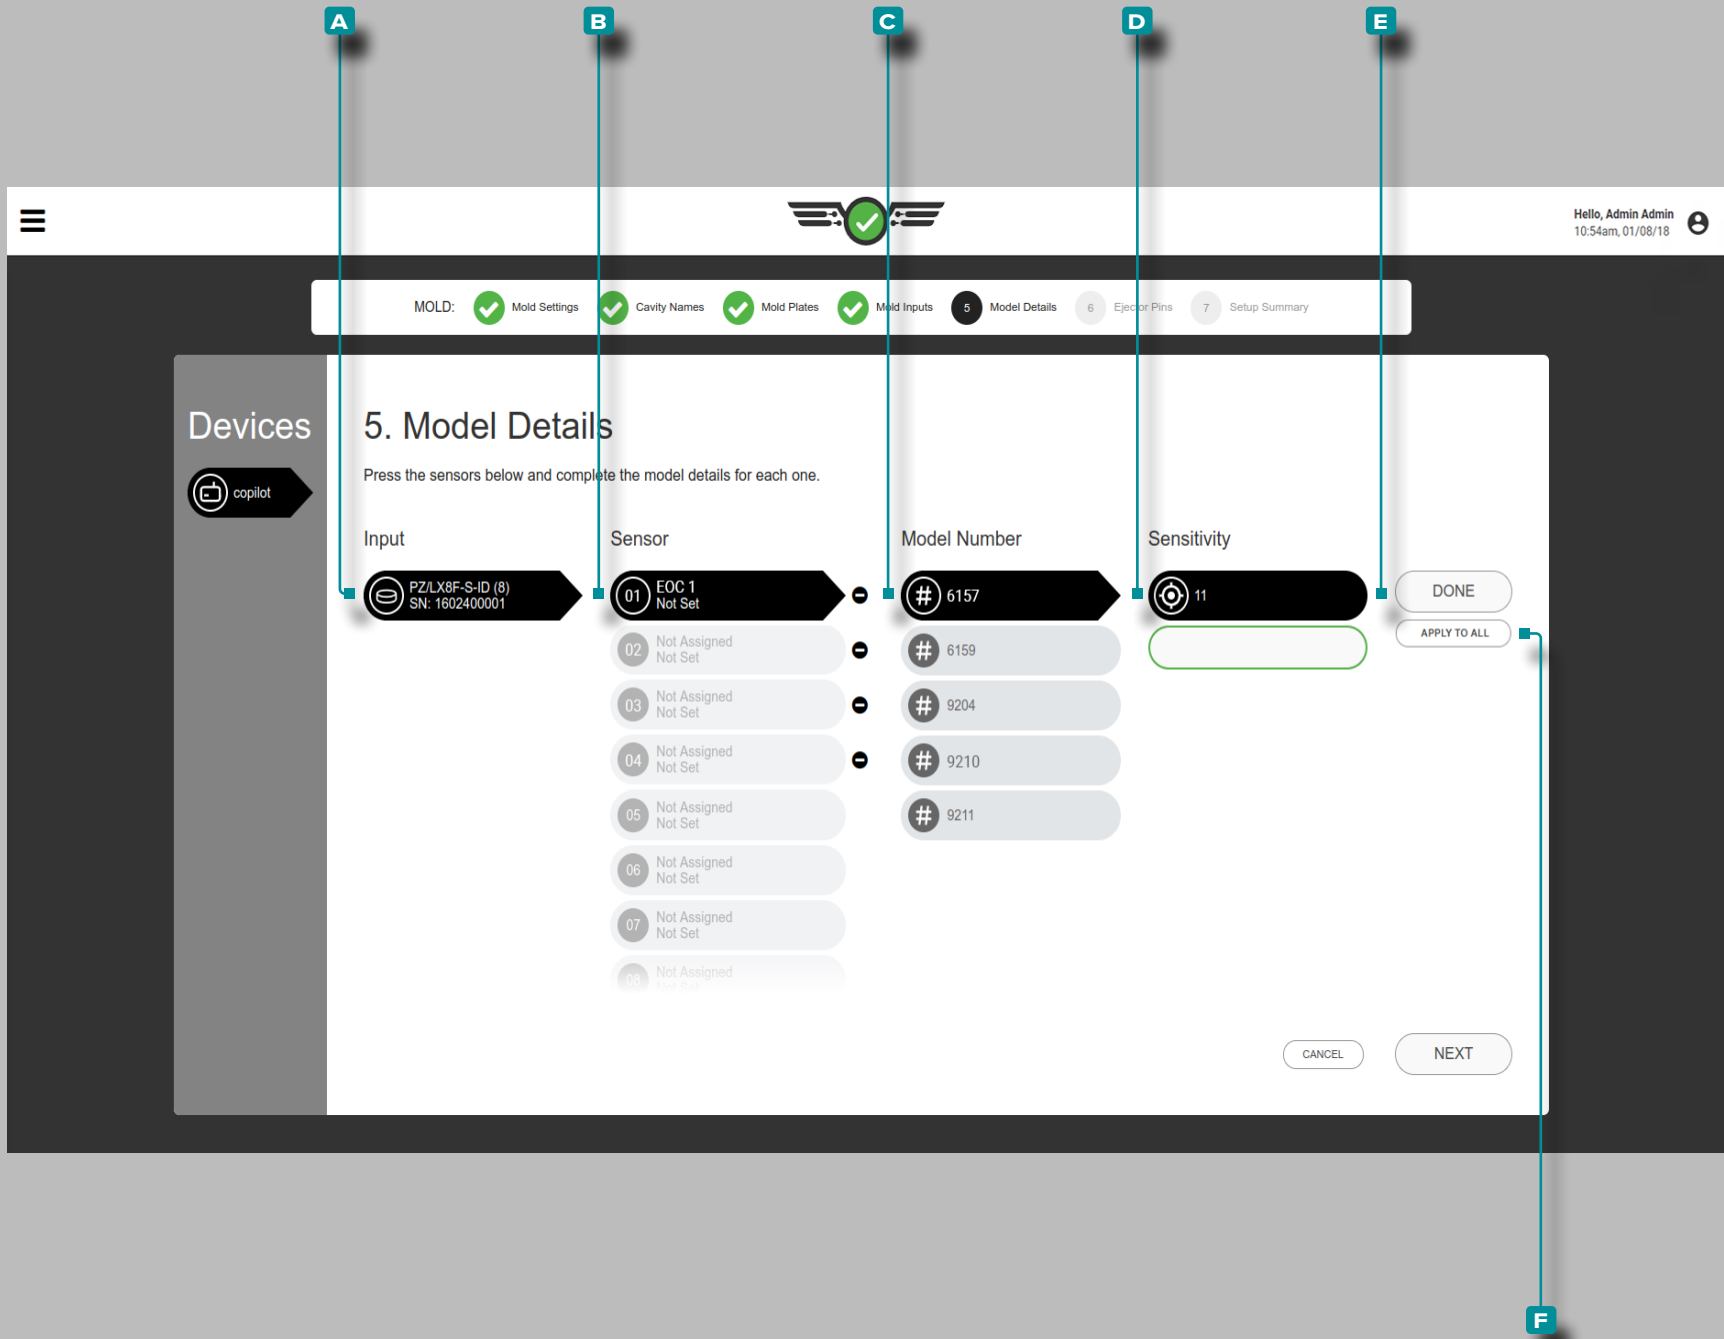 A
B
C
D
E
Hello, Admin Admin
10:54am, 01/08/18
MOLD:
Mold Settings
Cavity Names
Mold Plates
Mold Inputs
5
Model Details
6
Ejector Pins
7
Setup Summary
Devices
copilot
5. Model Details
Press the sensors below and complete the model details for each one.
Input
Sensor
Model Number
Sensitivity
PZ/LX8F-S-ID (8)
SN: 1602400001
01
EOC 1
Not Set
02
Not Assigned
Not Set
03
Not Assigned
Not Set
04
Not Assigned
Not Set
05
Not Assigned
Not Set
06
Not Assigned
Not Set
07
Not Assigned
Not Set
08
Not Assigned
Not Set
# 6157
# 6159
# 9204
# 9210
# 9211
11
DONE
APPLY TO ALL
CANCEL
NEXT
F